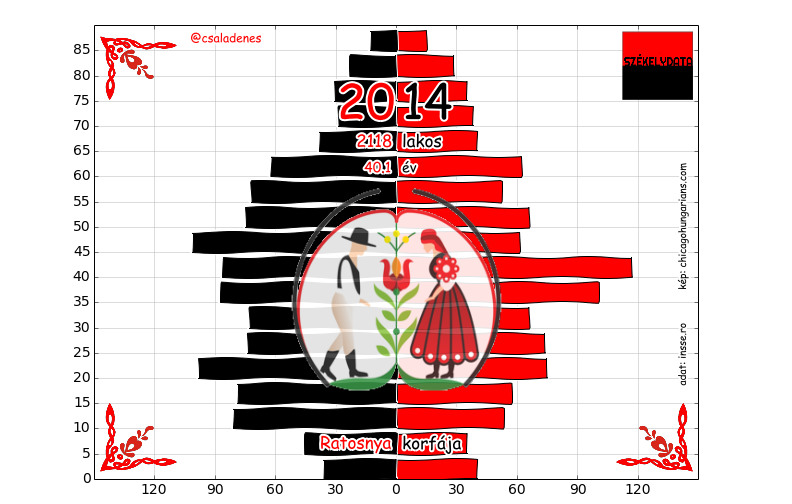 @csaladenes
SZÉKELYDATA
2014
2118 lakos
40.1 év
kép: chicagohungarians.com
adat: insse.ro
Ratosnya korfája
85
80
75
70
65
60
55
50
45
40
35
30
25
20
15
10
5
0
120 90 60 30 0 30 60 90 120